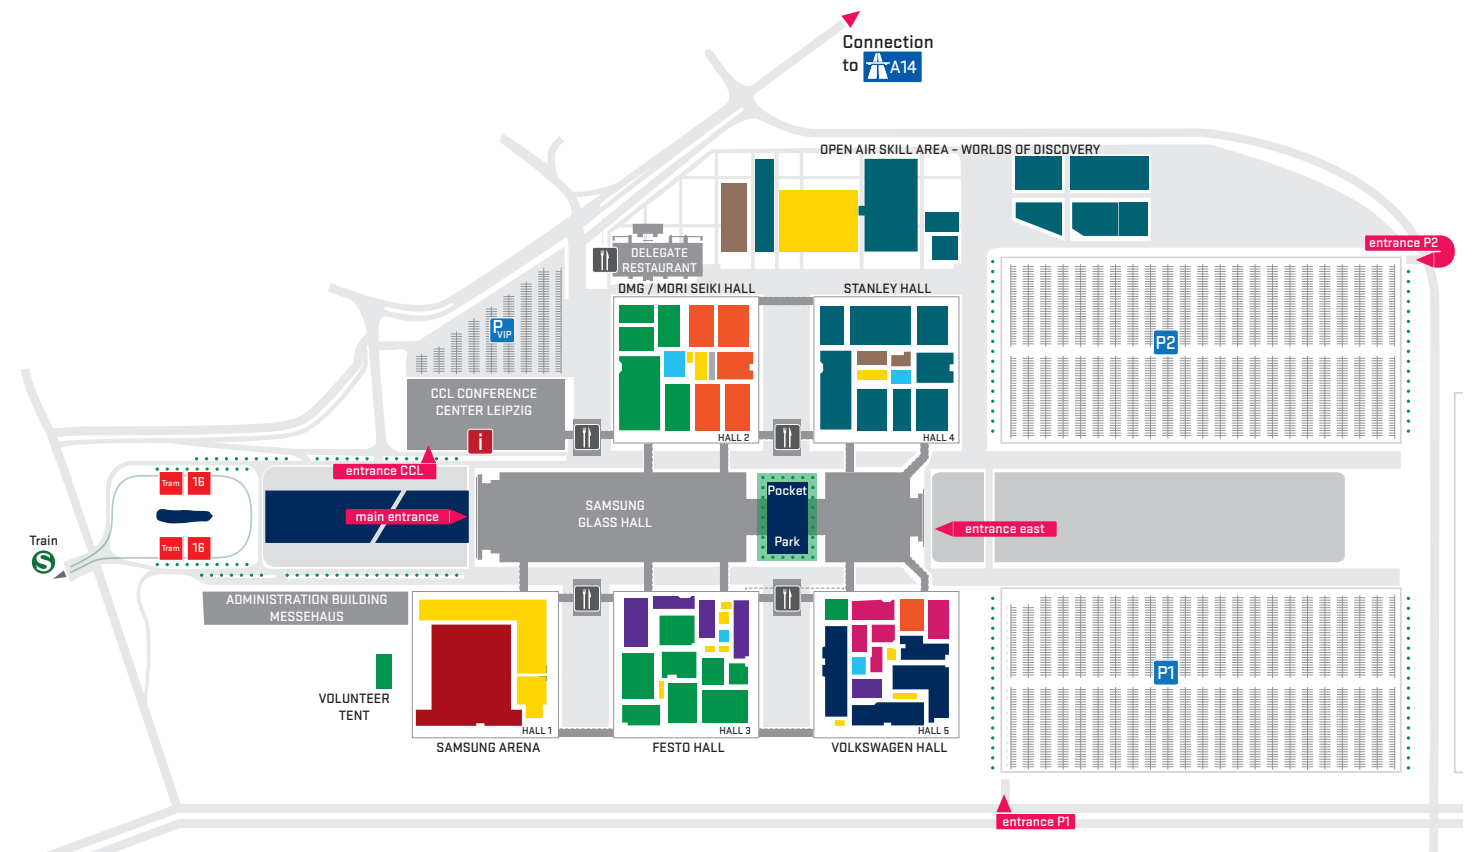 Connection
to A14
OPEN AIR SKILL AREA – WORLDS OF DISCOVERY
entrance P2
DELEGATE
RESTAURANT
DMG / MORI SEIKI HALL
STANLEY HALL
P VIP
P2
CCL CONFERENCE
CENTER LEIPZIG
i
HALL 2
HALL 4
entrance CCL
Tram 16
main entrance
SAMSUNG
GLASS HALL
Pocket
Park
entrance east
Train
S
Tram 16
ADMINISTRATION BUILDING
MESSEHAUS
VOLUNTEER
TENT
P1
HALL 1
HALL 3
HALL 5
SAMSUNG ARENA
FESTO HALL
VOLKSWAGEN HALL
entrance P1